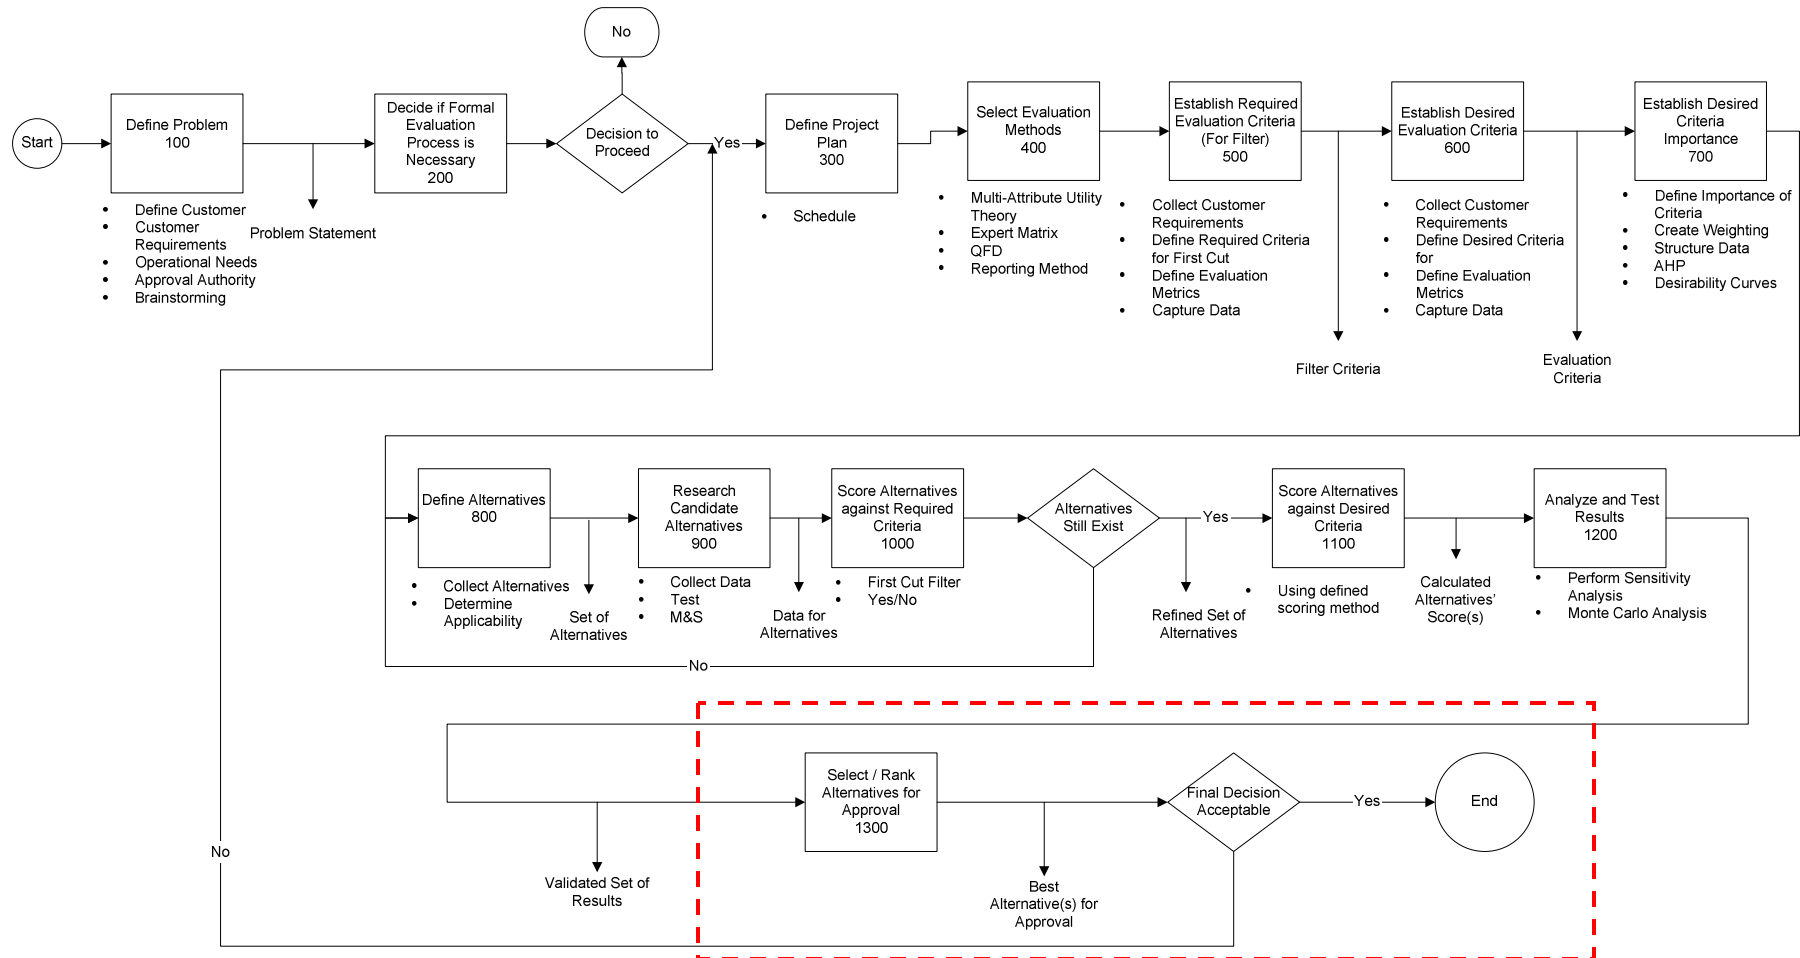 No
Start
Define Problem
100
• Define Customer
• Customer
Requirements
• Operational Needs
• Approval Authority
• Brainstorming
Problem Statement
Decide if Formal
Evaluation
Process is
Necessary
200
Decision to
Proceed
Yes
Define Project
Plan
300
• Schedule
Select Evaluation
Methods
400
• Multi-Attribute Utility
Theory
• Expert Matrix
• QFD
• Reporting Method
Establish Required
Evaluation Criteria
(For Filter)
500
• Collect Customer
Requirements
• Define Required Criteria
for First Cut
• Define Evaluation
Metrics
• Capture Data
Filter Criteria
Establish Desired
Evaluation Criteria
600
• Collect Customer
Requirements
• Define Desired Criteria
for
• Define Evaluation
Metrics
• Capture Data
Evaluation
Criteria
Establish Desired
Criteria
Importance
700
• Define Importance of
Criteria
• Create Weighting
• Structure Data
• AHP
• Desirability Curves
Define Alternatives
800
• Collect Alternatives
• Determine
Applicability
Set of
Alternatives
Research
Candidate
Alternatives
900
• Collect Data
• Test
• M&S
Data for
Alternatives
Score Alternatives
against Required
Criteria
1000
• First Cut Filter
• Yes/No
Alternatives
Still Exist
No
Yes
Refined Set of
Alternatives
Score Alternatives
against Desired
Criteria
1100
• Using defined
scoring method
Calculated
Alternatives’
Score(s)
Analyze and Test
Results
1200
• Perform Sensitivity
Analysis
• Monte Carlo Analysis
Validated Set of
Results
Select / Rank
Alternatives for
Approval
1300
Best
Alternative(s) for
Approval
Final Decision
Acceptable
Yes
End
No